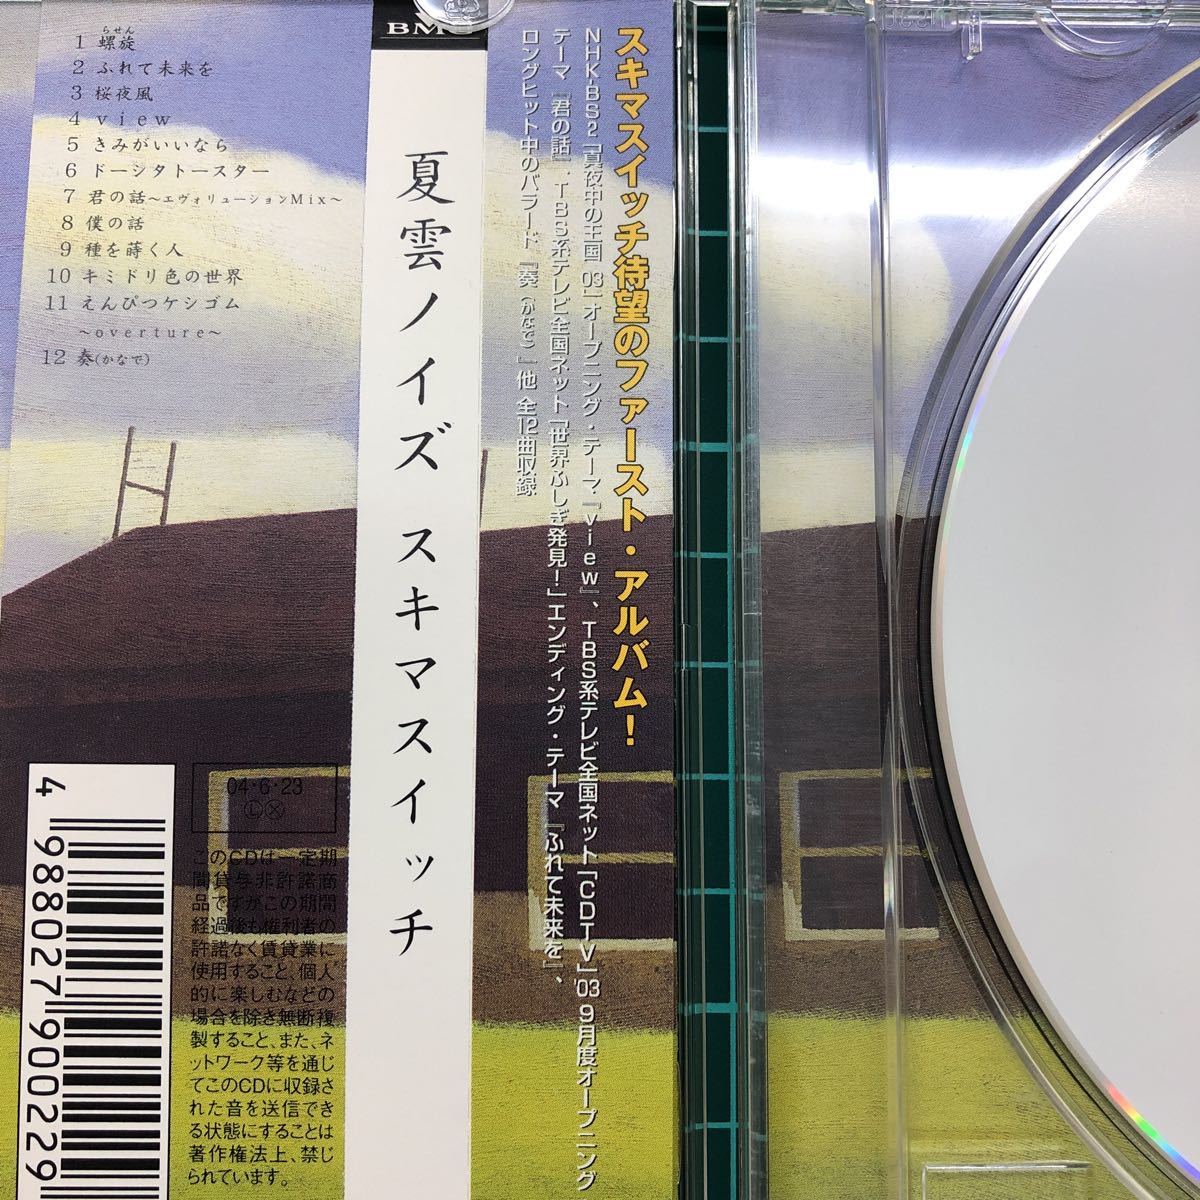 1 螺旋
らせん
2 ふれて未来を
3 桜夜風
4 view
5 きみがいいなら
6 ドーシタトースター
7 君の話～エヴォリューションMix～
8 僕の話
9 種を蒔く人
10 キミドリ色の世界
11 えんぴつケシゴム
～overture～
12 奏(かなで)
BM
夏雲ノイズ スキマスイッチ
スキマスイッチ待望のファースト・アルバム！
NHK-BS2「真夜中の王国 '03」オープニング・テーマ『view』、TBS系テレビ全国ネット「CDTV」'03 9月度オープニング
テーマ『君の話』、TBS系テレビ全国ネット「世界ふしぎ発見！」エンディング・テーマ『ふれて未来を』、
ロングヒット中のバラード『奏（かなで）』他 全12曲収録
04・6・23
Ⓛ Ⓧ
このCDは一定期
間貸与非許諾商
品ですがこの期間
経過後も権利者の
許諾なく賃貸業に
使用すること、個人
的に楽しむなどの
場合を除き無断複
製すること、また、ネ
ットワーク等を通じ
てこのCDに収録さ
れた音を送信でき
る状態にすることは
著作権法上、禁じ
られています。
4 988027 900229